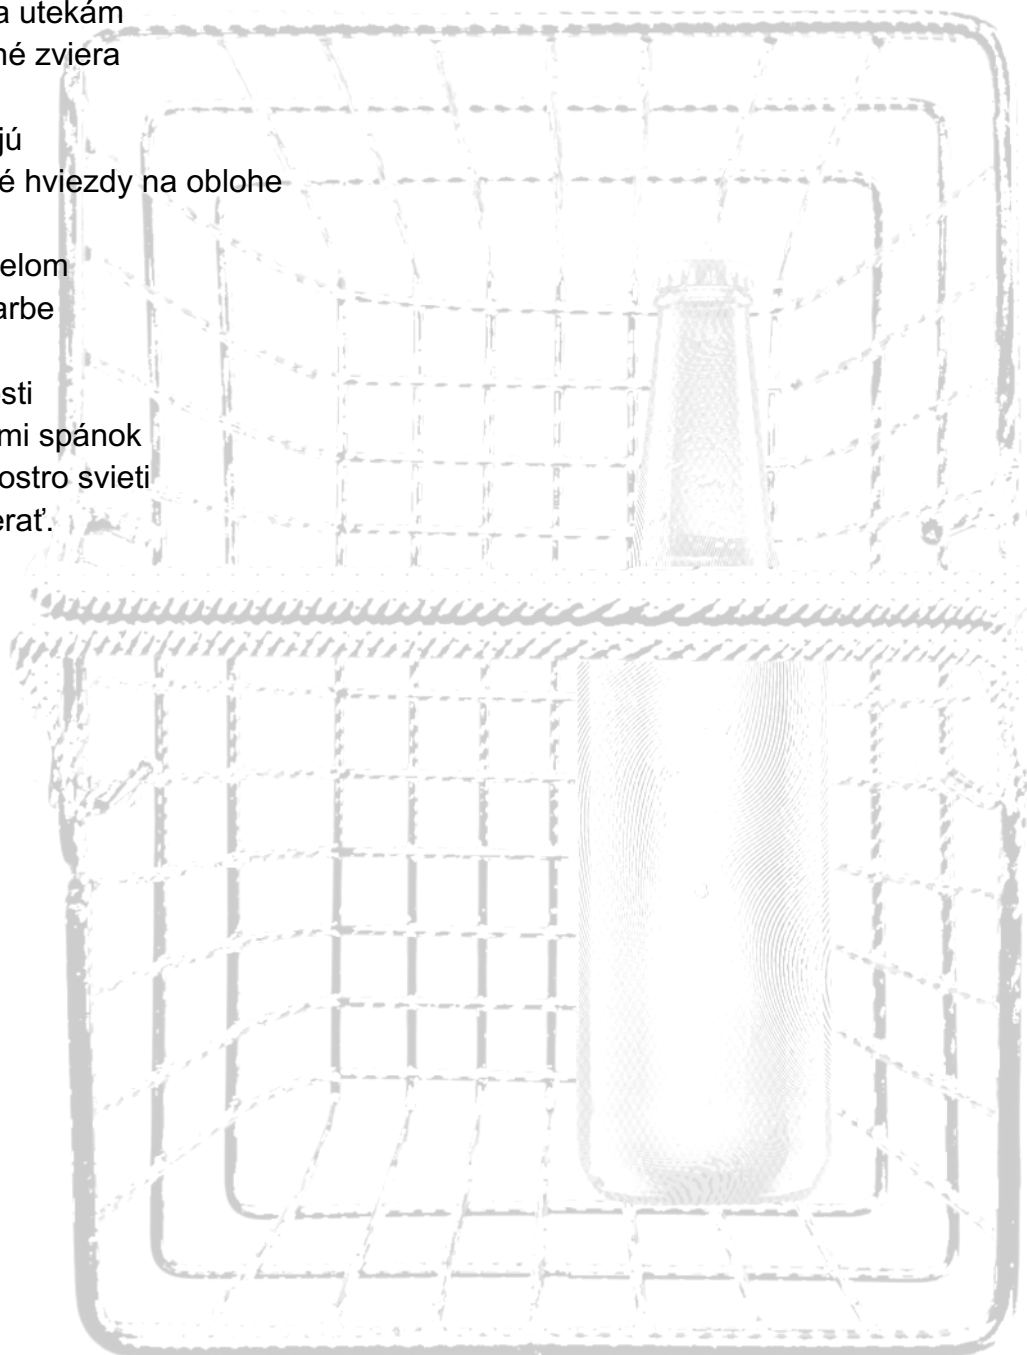 a utekám
né zviera
jú
é hviezdy na oblohe
elom
arbe
sti
mi spánok
ostro svieti
erať.